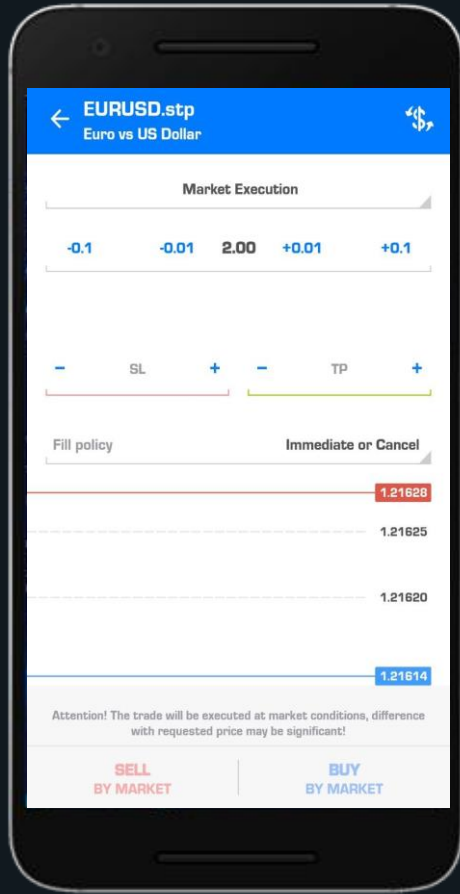 EURUSD.stp
Euro vs US Dollar
Market Execution
-0.1 -0.01 2.00 +0.01 +0.1
- SL + - TP +
Fill policy Immediate or Cancel
1.21628
1.21625
1.21620
1.21614
Attention! The trade will be executed at market conditions, difference
with requested price may be significant!
SELL BUY
BY MARKET BY MARKET